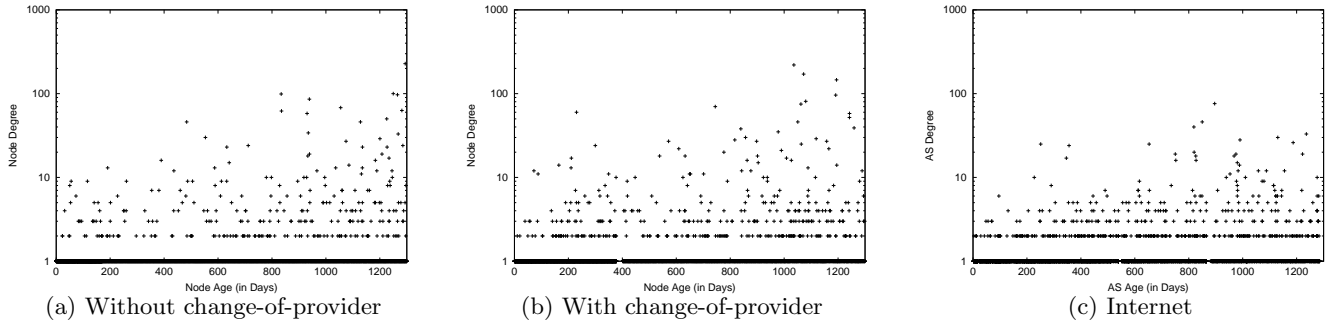 1000
100
10
1
Node Degree
0 200 400 600 800 1000 1200
Node Age (in Days)
(a) Without change-of-provider
1000
100
10
1
Node Degree
0 200 400 600 800 1000 1200
Node Age (in Days)
(b) With change-of-provider
1000
100
10
1
AS Degree
0 200 400 600 800 1000 1200
AS Age (in Days)
(c) Internet